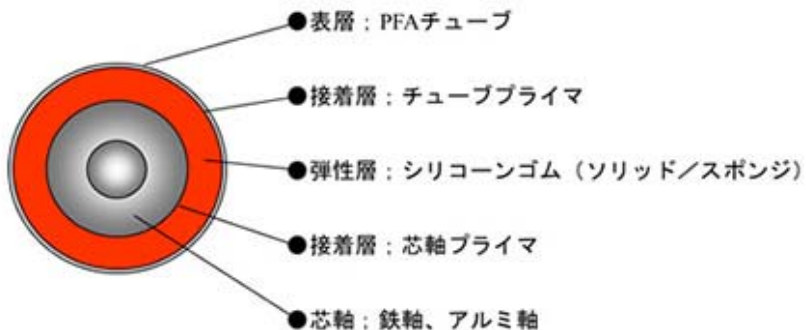 ●表層；PFAチューブ
●接着層；チューブプライマ
●弾性層；シリコーンゴム（ソリッド／スポンジ）
●接着層；芯軸プライマ
●芯軸；鉄軸、アルミ軸